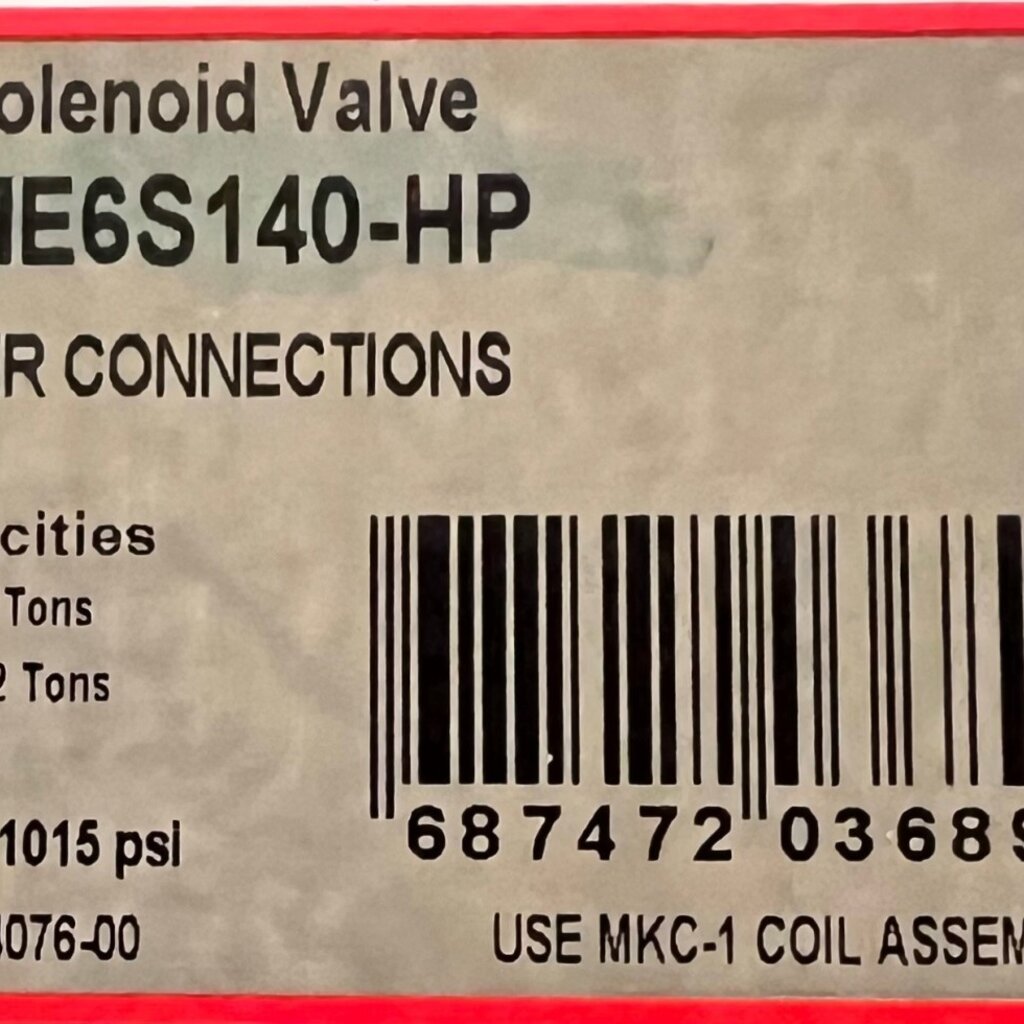 olenoid Valve
ME6S140-HP
R CONNECTIONS
cities
Tons
2 Tons
1015 psi
687472 0368
076-00
USE MKC-1 COIL ASSEM